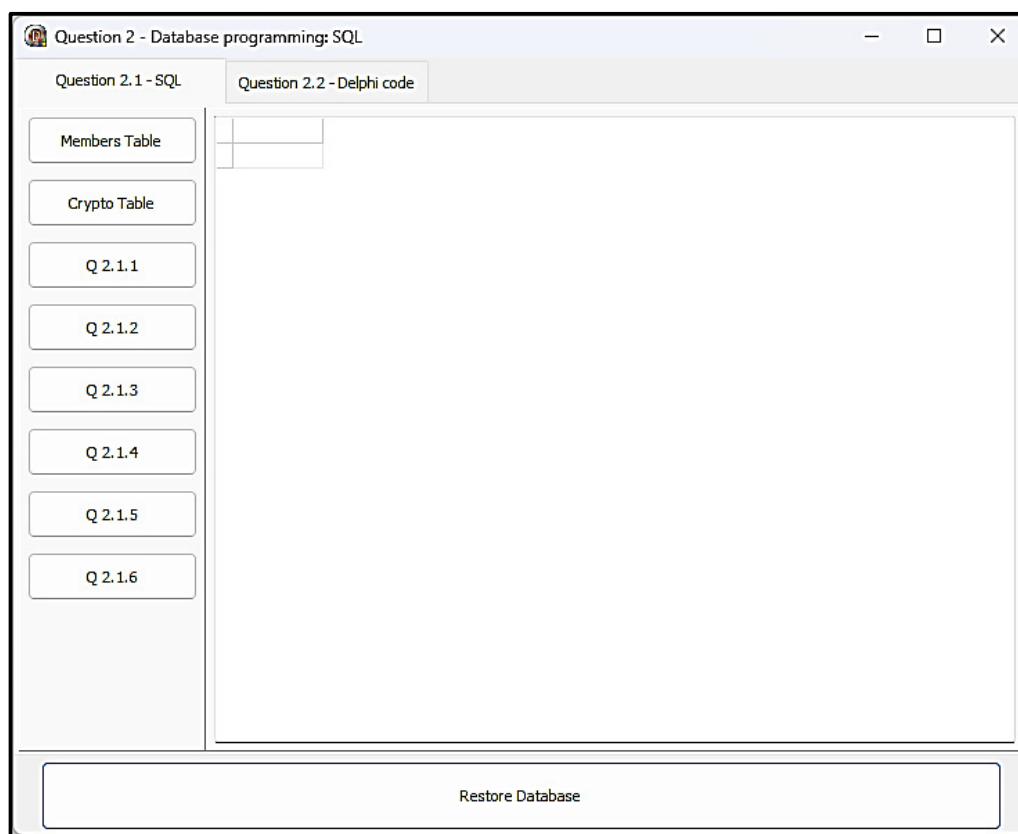 Question 2 - Database programming: SQL
Question 2.1 - SQL
Question 2.2 - Delphi code
Members Table
Crypto Table
Q 2.1.1
Q 2.1.2
Q 2.1.3
Q 2.1.4
Q 2.1.5
Q 2.1.6
Restore Database